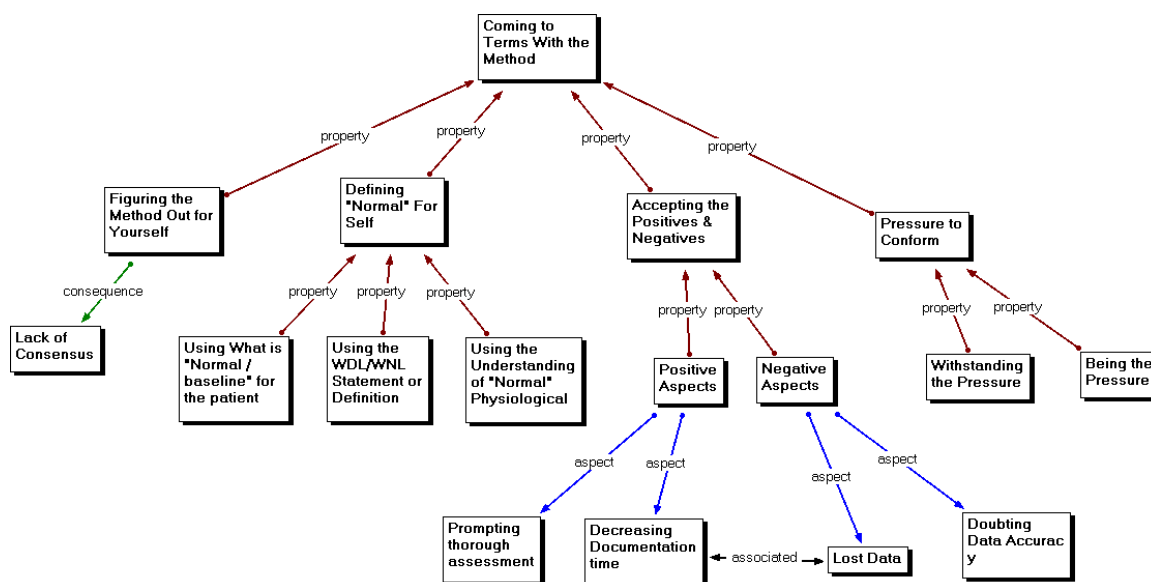 Coming to
Terms With the
Method
property
property
property
property
Figuring the
Method Out for
Yourself
Defining
"Normal" For
Self
Accepting the
Positives &
Negatives
Pressure to
Conform
consequence
property
property
property
property
property
property
property
Lack of
Consensus
Using What is
"Normal /
baseline" for
the patient
Using the
WDL/WNL
Statement or
Definition
Using the
Understanding
of "Normal"
Physiological
Positive
Aspects
Negative
Aspects
Withstanding
the Pressure
Being the
Pressure
aspect
aspect
aspect
aspect
Prompting
thorough
assessment
Decreasing
Documentation
time
associated
Lost Data
Doubting
Data Accurac
y